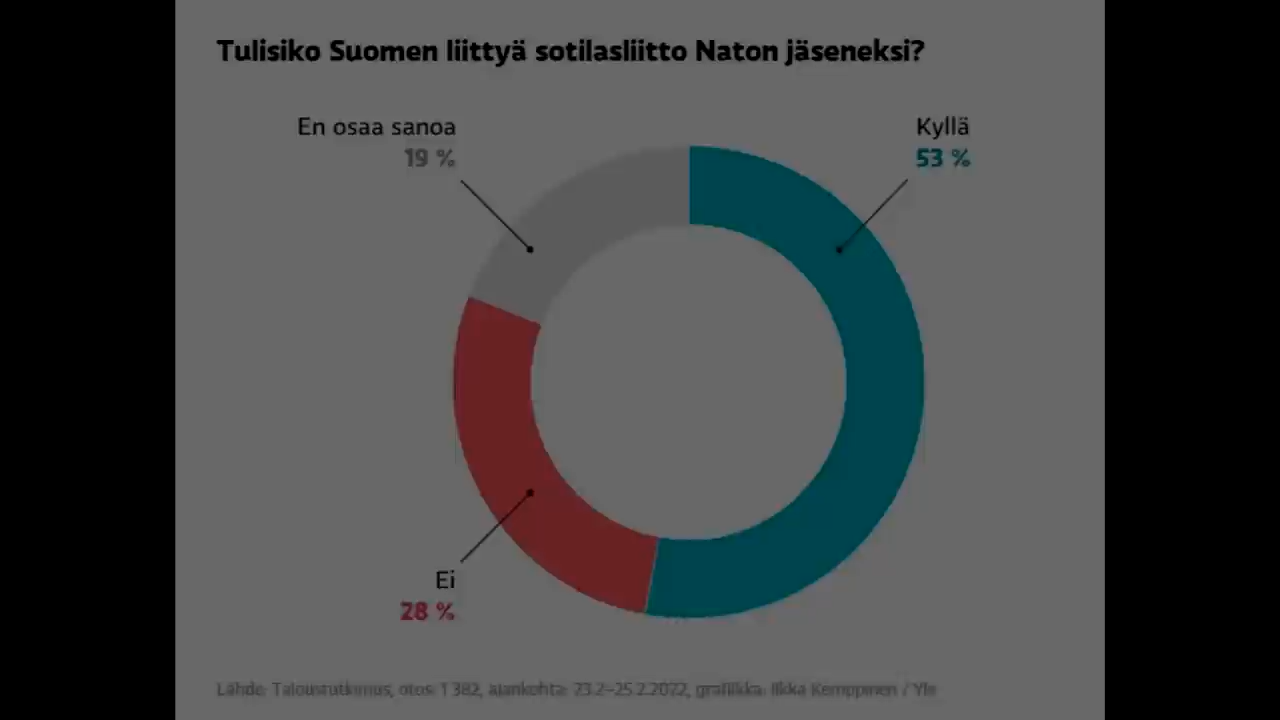 Tulisiko Suomen liittyä sotilasliitto Naton jäseneksi?
En osaa sanoa
19 %
Kyllä
53 %
Ei
28 %
Lähde: Taloustutkimus, otos: 1 382, ajankohta: 23.2–25.2.2022, grafiikka: Ilkka Kemppinen / Yle